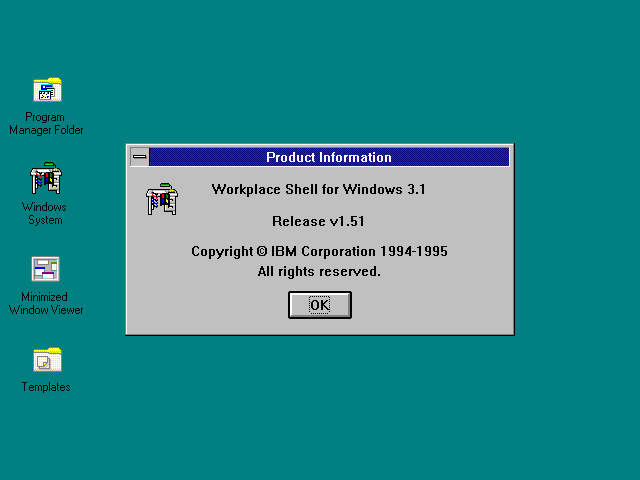 Program
Manager Folder
Windows
System
Minimized
Window Viewer
Templates
Product Information
Workplace Shell for Windows 3.1
Release v1.51
Copyright © IBM Corporation 1994-1995
All rights reserved.
OK